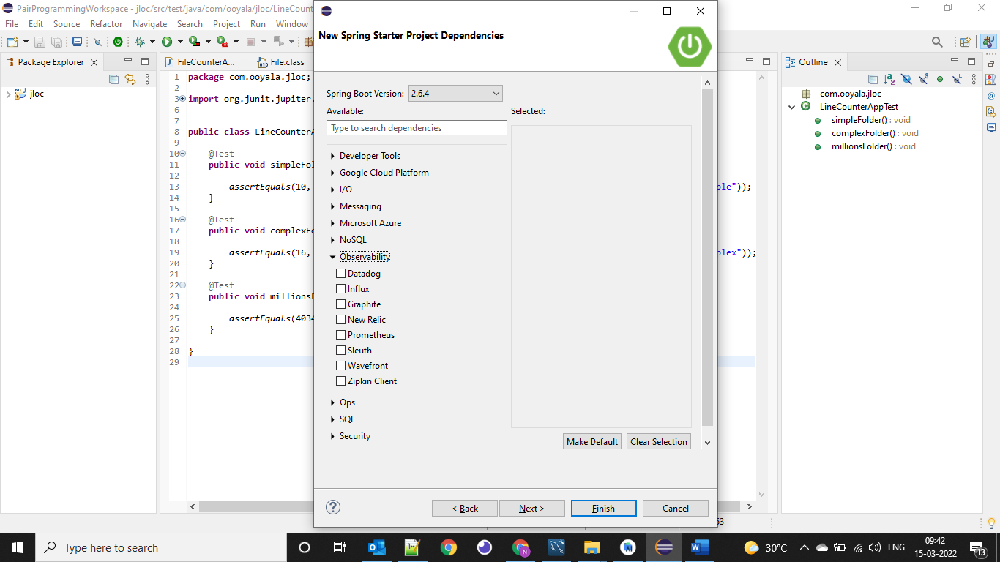 PairProgrammingWorkspace - jloc/src/test/java/com/ooyala/jloc/LineCount
File Edit Source Refactor Navigate Search Project Run Window
Package Explorer
jloc
FileCounterA...
File.class
1 package com.ooyala.jloc;
2
3 import org.junit.jupiter.
6
7
8 public class LineCounterA
9
10 @Test
11 public void simpleFol
12
13 assertEquals(10, ple"));
14 }
15
16 @Test
17 public void complexFo
18
19 assertEquals(16, plex"));
20 }
21
22 @Test
23 public void millionsF
24
25 assertEquals(4034
26 }
27
28 }
29
New Spring Starter Project Dependencies
Spring Boot Version: 2.6.4
Available:
Selected:
Type to search dependencies
Developer Tools
Google Cloud Platform
I/O
Messaging
Microsoft Azure
NoSQL
Observability
Datadog
Influx
Graphite
New Relic
Prometheus
Sleuth
Wavefront
Zipkin Client
Ops
SQL
Security
Make Default Clear Selection
< Back Next > Finish Cancel
Outline
com.ooyala.jloc
LineCounterAppTest
simpleFolder() : void
complexFolder() : void
millionsFolder() : void
Type here to search
30°C
ENG
09:42
15-03-2022
13